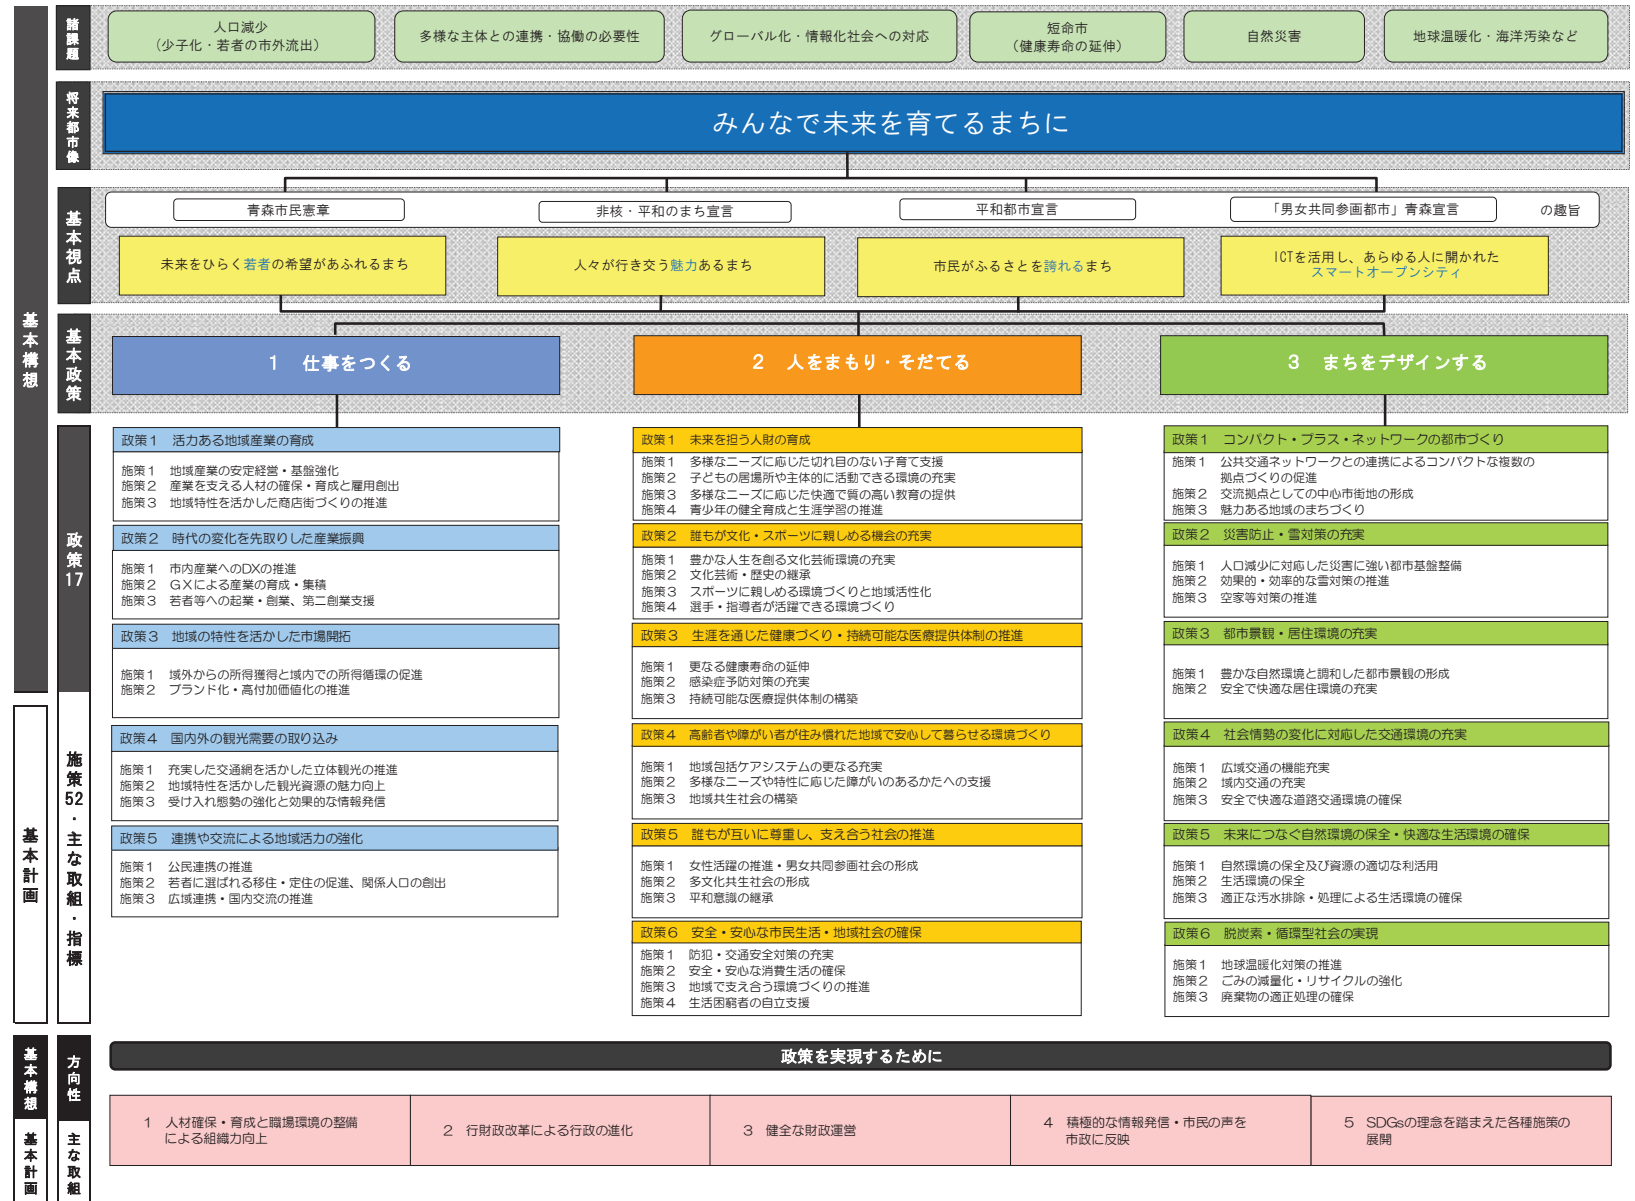 基本構想
諸課題
人口減少
（少子化・若者の市外流出）
多様な主体との連携・協働の必要性
グローバル化・情報化社会への対応
短命市
（健康寿命の延伸）
自然災害
地球温暖化・海洋汚染など
将来都市像
みんなで未来を育てるまちに
基本視点
青森市民憲章
非核・平和のまち宣言
平和都市宣言
「男女共同参画都市」青森宣言
の趣旨
未来をひらく若者の希望があふれるまち
人々が行き交う魅力あるまち
市民がふるさとを誇れるまち
ICTを活用し、あらゆる人に開かれた
スマートオープンシティ
基本政策
1 仕事をつくる
2 人をまもり・そだてる
3 まちをデザインする
政策17
基本計画
施策52・主な取組・指標
政策1 活力ある地域産業の育成
施策1 地域産業の安定経営・基盤強化
施策2 産業を支える人材の確保・育成と雇用創出
施策3 地域特性を活かした商店街づくりの推進
政策2 時代の変化を先取りした産業振興
施策1 市内産業へのDXの推進
施策2 GXによる産業の育成・集積
施策3 若者等への起業・創業、第二創業支援
政策3 地域の特性を活かした市場開拓
施策1 域外からの所得獲得と域内での所得循環の促進
施策2 ブランド化・高付加価値化の推進
政策4 国内外の観光需要の取り込み
施策1 充実した交通網を活かした立体観光の推進
施策2 地域特性を活かした観光資源の魅力向上
施策3 受け入れ態勢の強化と効果的な情報発信
政策5 連携や交流による地域活力の強化
施策1 公民連携の推進
施策2 若者に選ばれる移住・定住の促進、関係人口の創出
施策3 広域連携・国内交流の推進
政策1 未来を担う人財の育成
施策1 多様なニーズに応じた切れ目のない子育て支援
施策2 子どもの居場所や主体的に活動できる環境の充実
施策3 多様なニーズに応じた快適で質の高い教育の提供
施策4 青少年の健全育成と生涯学習の推進
政策2 誰もが文化・スポーツに親しめる機会の充実
施策1 豊かな人生を創る文化芸術環境の充実
施策2 文化芸術・歴史の継承
施策3 スポーツに親しめる環境づくりと地域活性化
施策4 選手・指導者が活躍できる環境づくり
政策3 生涯を通じた健康づくり・持続可能な医療提供体制の推進
施策1 更なる健康寿命の延伸
施策2 感染症予防対策の充実
施策3 持続可能な医療提供体制の構築
政策4 高齢者や障がい者が住み慣れた地域で安心して暮らせる環境づくり
施策1 地域包括ケアシステムの更なる充実
施策2 多様なニーズや特性に応じた障がいのあるかたへの支援
施策3 地域共生社会の構築
政策5 誰もが互いに尊重し、支え合う社会の推進
施策1 女性活躍の推進・男女共同参画社会の形成
施策2 多文化共生社会の形成
施策3 平和意識の継承
政策6 安全・安心な市民生活・地域社会の確保
施策1 防犯・交通安全対策の充実
施策2 安全・安心な消費生活の確保
施策3 地域で支え合う環境づくりの推進
施策4 生活困窮者の自立支援
政策1 コンパクト・プラス・ネットワークの都市づくり
施策1 公共交通ネットワークとの連携によるコンパクトな複数の
拠点づくりの促進
施策2 交流拠点としての中心市街地の形成
施策3 魅力ある地域のまちづくり
政策2 災害防止・雪対策の充実
施策1 人口減少に対応した災害に強い都市基盤整備
施策2 効果的・効率的な雪対策の推進
施策3 空家等対策の推進
政策3 都市景観・居住環境の充実
施策1 豊かな自然環境と調和した都市景観の形成
施策2 安全で快適な居住環境の充実
政策4 社会情勢の変化に対応した交通環境の充実
施策1 広域交通の機能充実
施策2 域内交通の充実
施策3 安全で快適な道路交通環境の確保
政策5 未来につなぐ自然環境の保全・快適な生活環境の確保
施策1 自然環境の保全及び資源の適切な利活用
施策2 生活環境の保全
施策3 適正な汚水排除・処理による生活環境の確保
政策6 脱炭素・循環型社会の実現
施策1 地球温暖化対策の推進
施策2 ごみの減量化・リサイクルの強化
施策3 廃棄物の適正処理の確保
基本構想
方向性
政策を実現するために
基本計画
主な取組
1 人材確保・育成と職場環境の整備
による組織力向上
2 行財政改革による行政の進化
3 健全な財政運営
4 積極的な情報発信・市民の声を
市政に反映
5 SDGsの理念を踏まえた各種施策の
展開